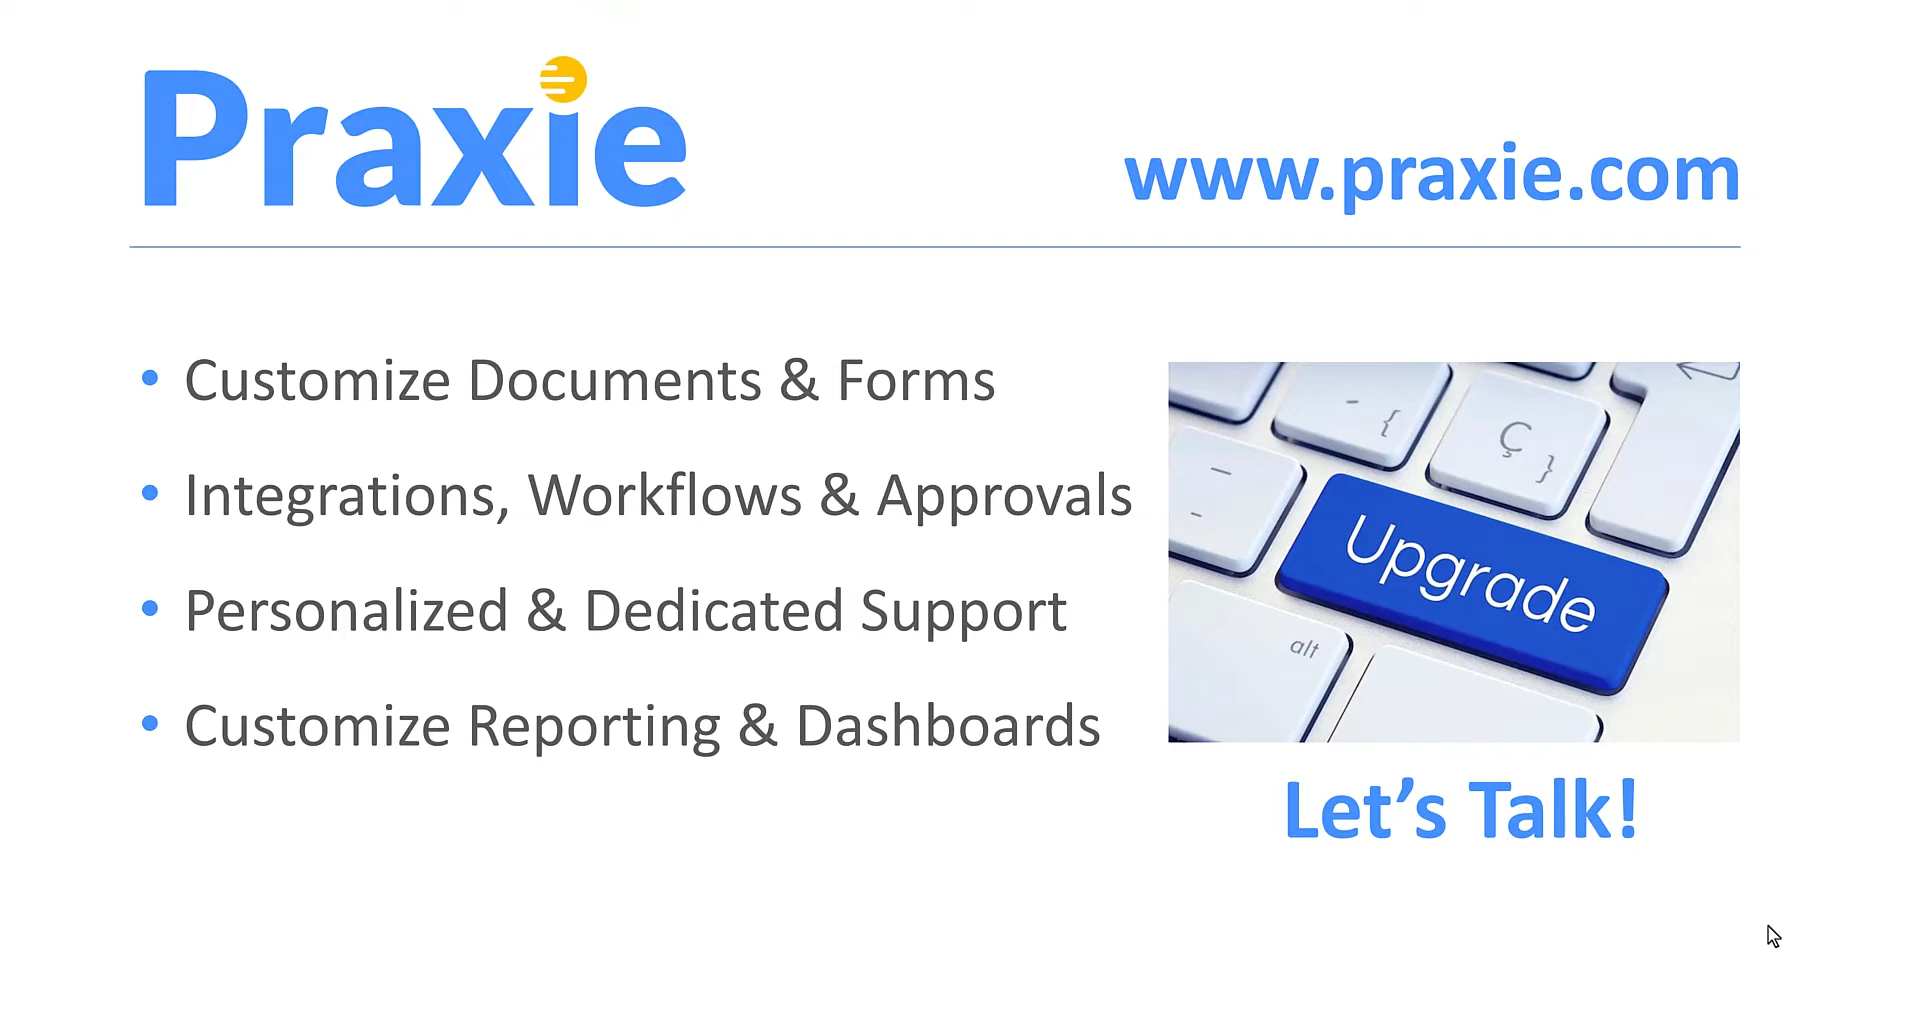 Praxie
www.praxie.com
• Customize Documents & Forms
• Integrations, Workflows & Approvals
• Personalized & Dedicated Support
• Customize Reporting & Dashboards
{
Ç
}
Upgrade
alt
Let’s Talk!